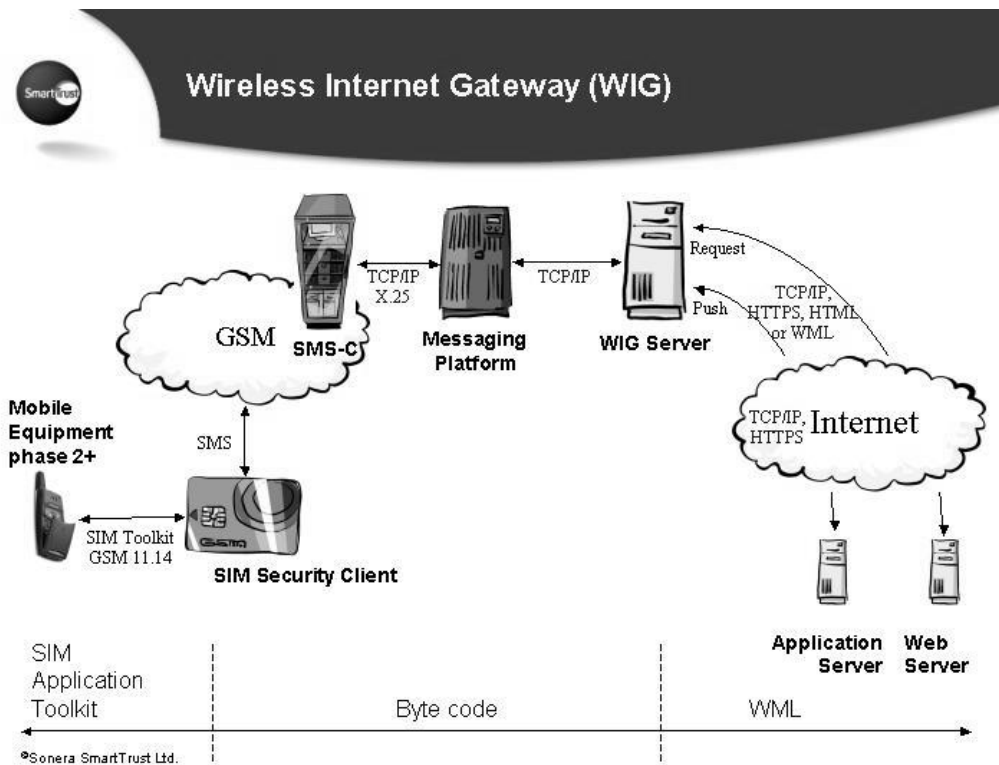 SmartTrust
Wireless Internet Gateway (WIG)
TCP/IP
X.25
TCP/IP
Request
Push
TCP/IP,
HTTPS, HTML
or WML
GSM
SMS-C
Messaging
Platform
WIG Server
Mobile
Equipment
phase 2+
SMS
TCP/IP,
HTTPS
Internet
SIM Toolkit
GSM 11.14
SIM Security Client
Application
Server
Web
Server
SIM
Application
Toolkit
Byte code
WML
©Sonera SmartTrust Ltd.